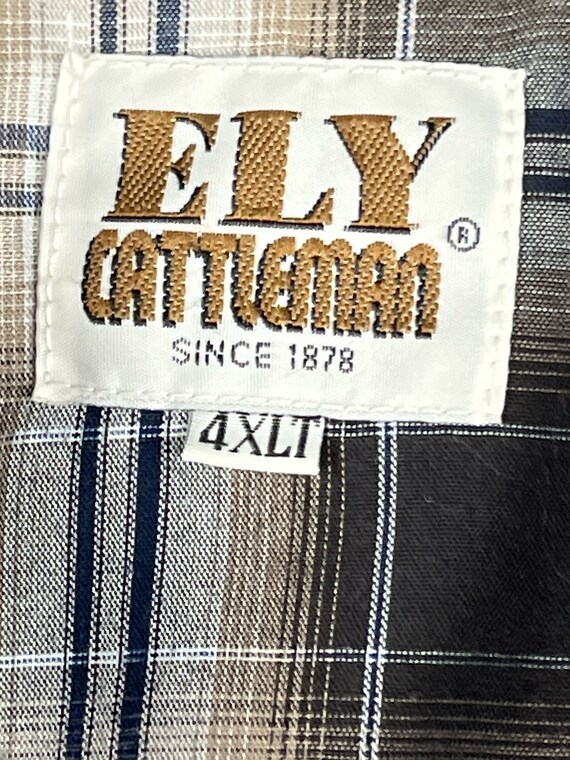 ELY
CATTLEMAN ®
SINCE 1878
4XLT